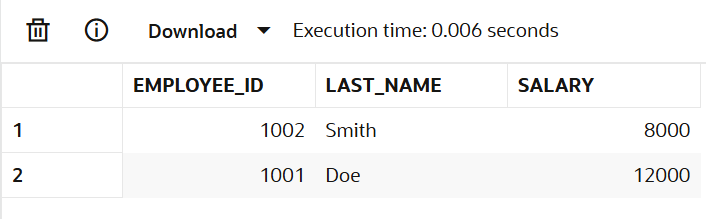 Download Execution time: 0.006 seconds
EMPLOYEE_ID LAST_NAME SALARY
1 1002 Smith 8000
2 1001 Doe 12000